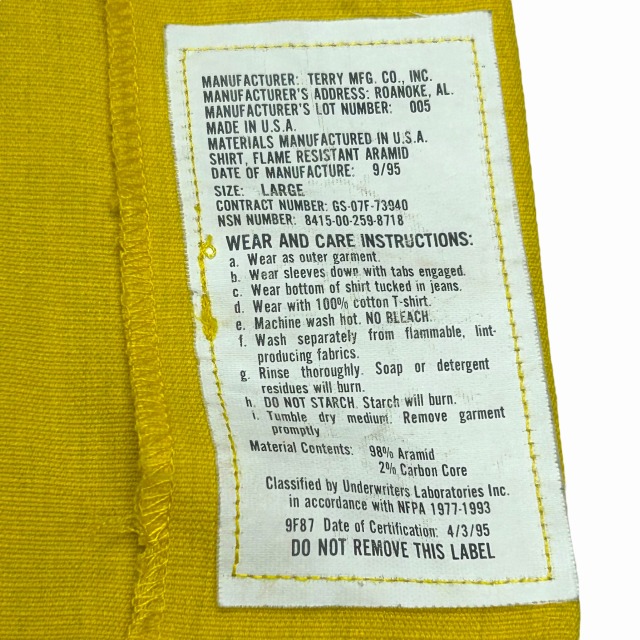 MANUFACTURER: TERRY MFG. CO., INC.
MANUFACTURER'S ADDRESS: ROANOKE, AL.
MANUFACTURER'S LOT NUMBER: 005
MADE IN U.S.A.
MATERIALS MANUFACTURED IN U.S.A.
SHIRT, FLAME RESISTANT ARAMID
DATE OF MANUFACTURE: 9/95
SIZE: LARGE
CONTRACT NUMBER: GS-07F-73940
NSN NUMBER: 8415-00-259-8718
WEAR AND CARE INSTRUCTIONS:
a. Wear as outer garment.
b. Wear sleeves down with tabs engaged.
c. Wear bottom of shirt tucked in jeans.
d. Wear with 100% cotton T-shirt.
e. Machine wash hot. NO BLEACH.
f. Wash separately from flammable, lint-
producing fabrics.
g. Rinse thoroughly. Soap or detergent
residues will burn.
h. DO NOT STARCH. Starch will burn.
i. Tumble dry medium. Remove garment
promptly
Material Contents: 98% Aramid
2% Carbon Core
Classified by Underwriters Laboratories Inc.
in accordance with NFPA 1977-1993
9F87 Date of Certification: 4/3/95
DO NOT REMOVE THIS LABEL